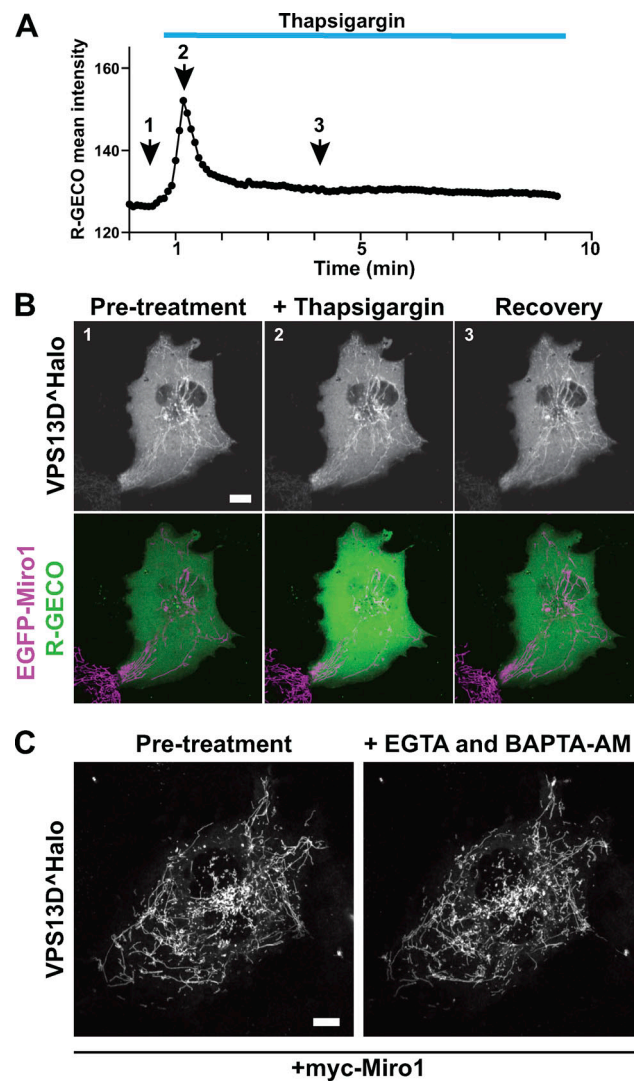 A
Thapsigargin
R-GECO mean intensity
160
140
120
1
2
3
1
5
10
Time (min)
B
Pre-treatment
+ Thapsigargin
Recovery
VPS13D^Halo
1
2
3
EGFP-Miro1
R-GECO
C
Pre-treatment
+ EGTA and BAPTA-AM
VPS13D^Halo
+myc-Miro1